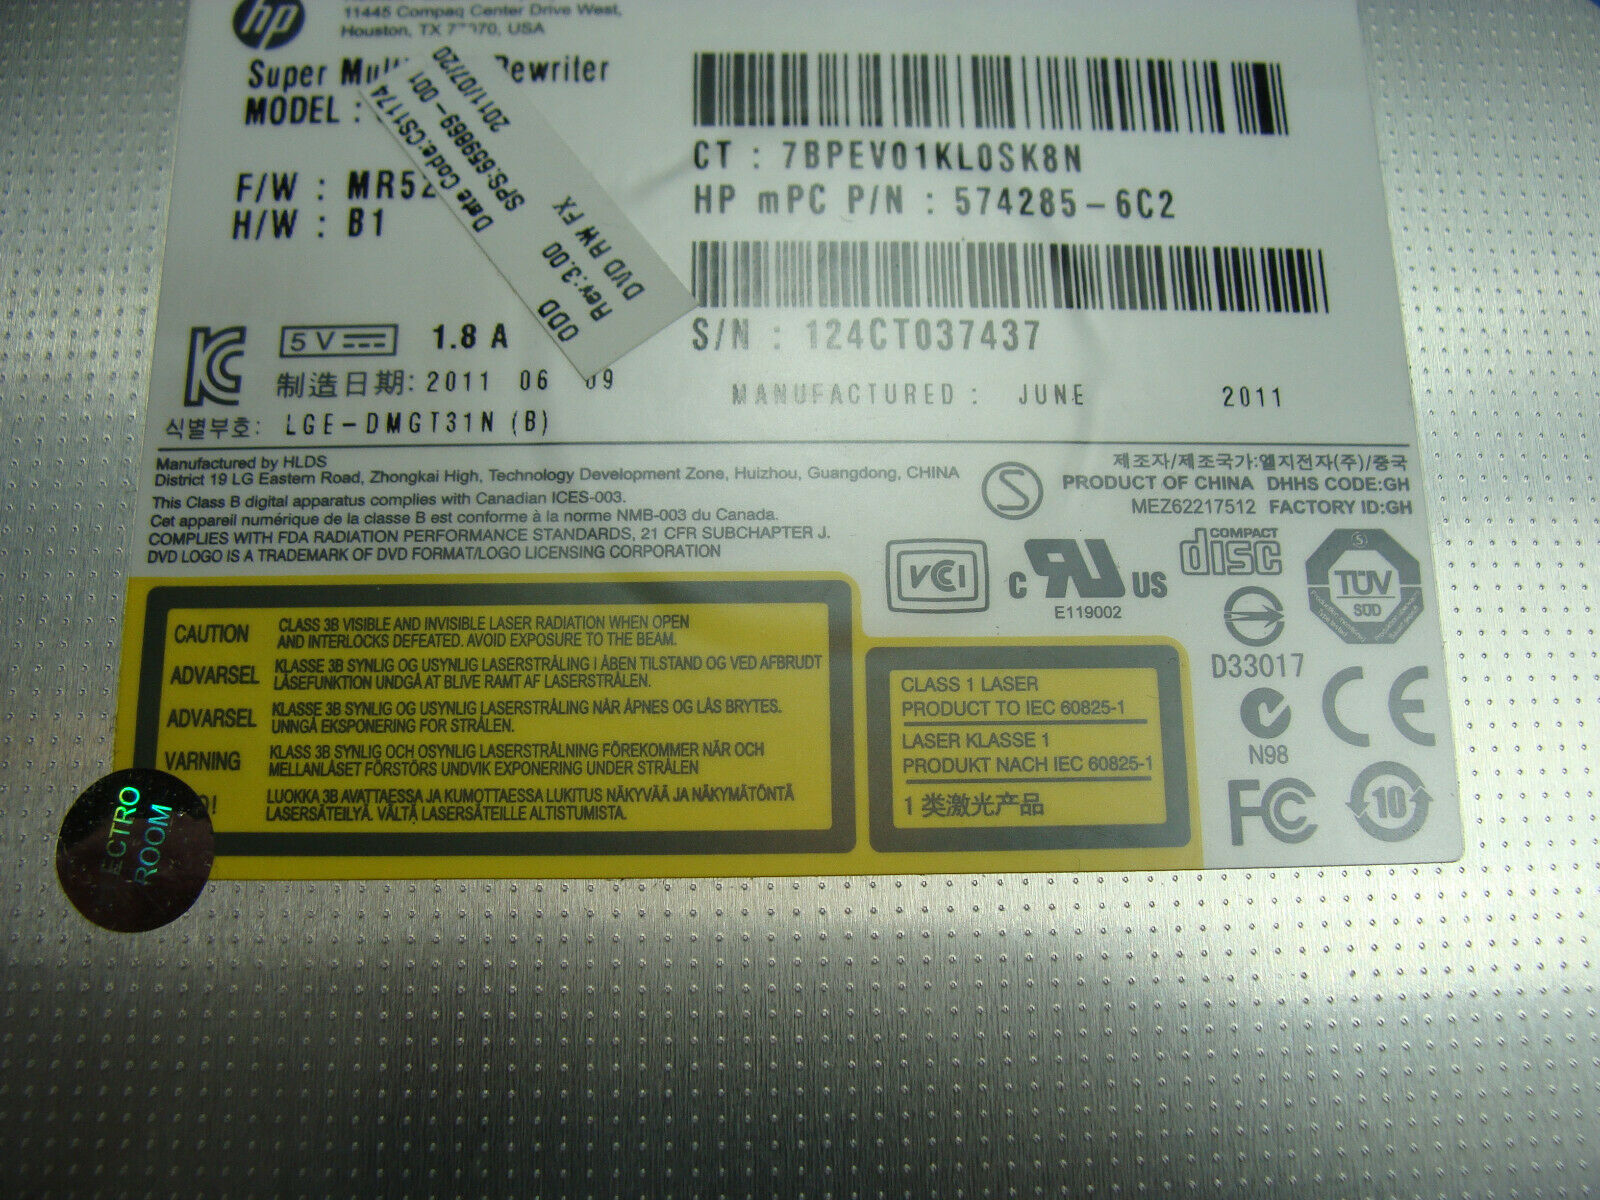 hp
11445 Compaq Center Drive West,
Houston, TX 77070, USA
Super Multi Rewriter
MODEL :
F/W : MR52
H/W : B1
Date Code:CS1174
2011/07/20
SPS:659869-001
DVD RW FX
Rev:3.00
ODD
CT : 7BPEV01KL0SK8N
HP mPC P/N : 574285-6C2
S/N : 124CT037437
MANUFACTURED : JUNE 2011
5V 1.8 A
制造日期: 2011 06 09
식별부호: LGE-DMGT31N (B)
Manufactured by HLDS
District 19 LG Eastern Road, Zhongkai High, Technology Development Zone, Huizhou, Guangdong, CHINA
This Class B digital apparatus complies with Canadian ICES-003.
Cet appareil numérique de la classe B est conforme à la norme NMB-003 du Canada.
COMPLIES WITH FDA RADIATION PERFORMANCE STANDARDS, 21 CFR SUBCHAPTER J.
DVD LOGO IS A TRADEMARK OF DVD FORMAT/LOGO LICENSING CORPORATION
S
제조자/제조국가:엘지전자(주)/중국
PRODUCT OF CHINA DHHS CODE:GH
MEZ62217512 FACTORY ID:GH
VCI
C UR US
E119002
COMPACT
disc
TÜV
SÜD
D33017
N98
CE
FC
10
CAUTION CLASS 3B VISIBLE AND INVISIBLE LASER RADIATION WHEN OPEN
AND INTERLOCKS DEFEATED. AVOID EXPOSURE TO THE BEAM.
ADVARSEL KLASSE 3B SYNLIG OG USYNLIG LASERSTRÅLING I ÅBEN TILSTAND OG VED AFBRUDT
LÅSEFUNKTION UNDGÅ AT BLIVE RAMT AF LASERSTRÅLEN.
ADVARSEL KLASSE 3B SYNLIG OG USYNLIG LASERSTRÅLING NÅR ÅPNES OG LÅS BRYTES.
UNNGÅ EKSPONERING FOR STRÅLEN.
VARNING KLASS 3B SYNLIG OCH OSYNLIG LASERSTRÅLNING FÖREKOMMER NÄR OCH
MELLANLÅSET FÖRSTÖRS UNDVIK EXPONERING UNDER STRÅLEN
O! LUOKKA 3B AVATTAESSA JA KUMOTTAESSA LUKITUS NÄKYVÄÄ JA NÄKYMÄTÖNTÄ
LASERSÄTEILYÄ. VÄLTÄ LASERSÄTEILLE ALTISTUMISTA.
CLASS 1 LASER
PRODUCT TO IEC 60825-1
LASER KLASSE 1
PRODUKT NACH IEC 60825-1
1 类激光产品
ECTRO
ROOM